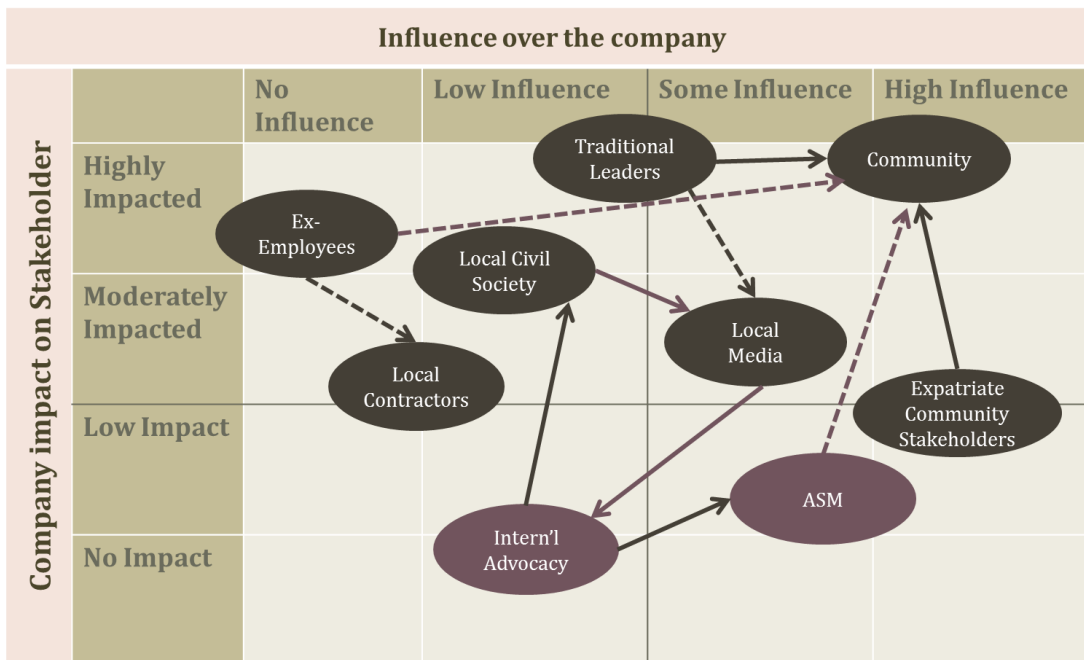 Influence over the company
Company impact on Stakeholder
No
Influence
Low Influence
Some Influence
High Influence
Highly
Impacted
Traditional
Leaders
Community
Ex-
Employees
Local Civil
Society
Moderately
Impacted
Local
Media
Local
Contractors
Expatriate
Community
Stakeholders
Low Impact
ASM
No Impact
Intern'l
Advocacy